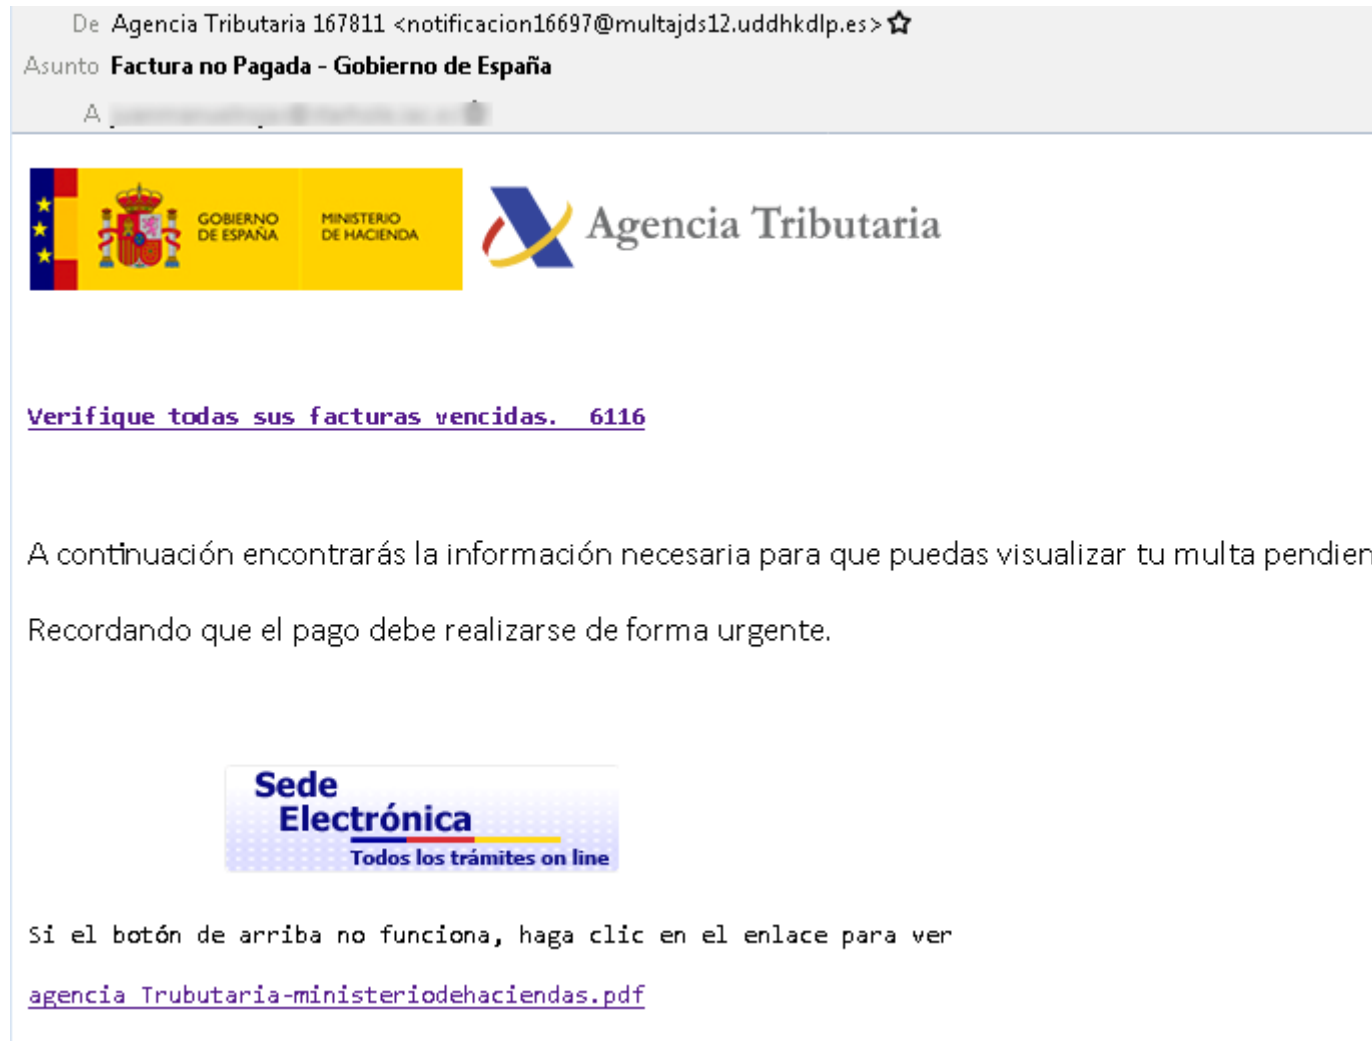 De Agencia Tributaria 167811 <notificacion16697@multajds12.uddhkdlp.es>
Asunto Factura no Pagada - Gobierno de España
A
GOBIERNO DE ESPAÑA
MINISTERIO DE HACIENDA
Agencia Tributaria
Verifique todas sus facturas vencidas. 6116
A continuación encontrarás la información necesaria para que puedas visualizar tu multa pendien
Recordando que el pago debe realizarse de forma urgente.
Sede
Electrónica
Todos los trámites on line
Si el botón de arriba no funciona, haga clic en el enlace para ver
agencia Trubutaria-ministeriodehaciendas.pdf